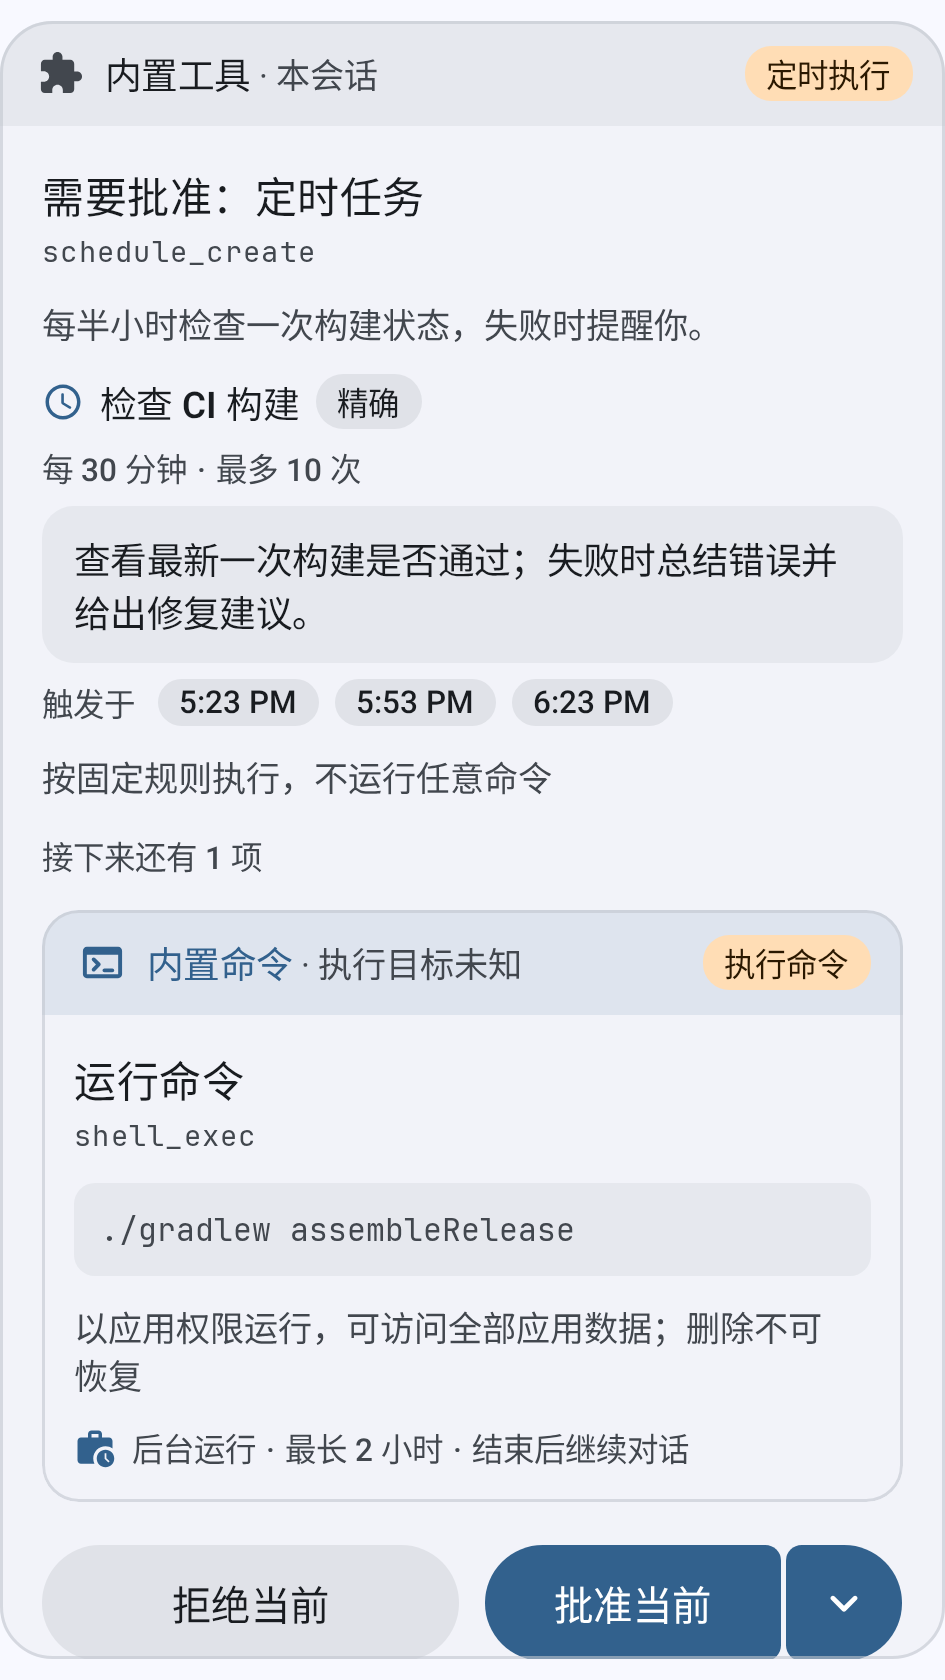 内置工具 · 本会话
定时执行
需要批准：定时任务
schedule_create
每半小时检查一次构建状态，失败时提醒你。
检查 CI 构建
精确
每 30 分钟 · 最多 10 次
查看最新一次构建是否通过；失败时总结错误并
给出修复建议。
触发于 5:23 PM 5:53 PM 6:23 PM
按固定规则执行，不运行任意命令
接下来还有 1 项
内置命令 · 执行目标未知
执行命令
运行命令
shell_exec
./gradlew assembleRelease
以应用权限运行，可访问全部应用数据；删除不可
恢复
后台运行 · 最长 2 小时 · 结束后继续对话
拒绝当前
批准当前